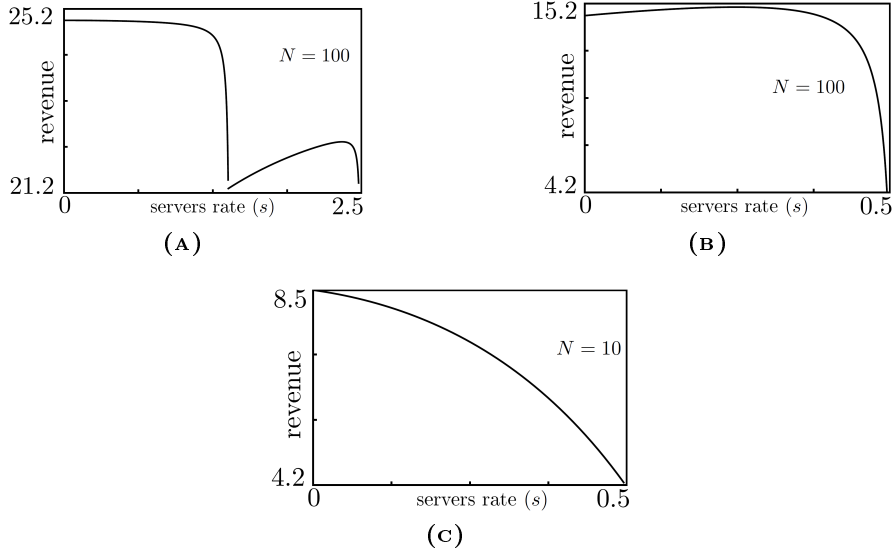 25.2
revenue
N = 100
21.2
0
servers rate (s)
2.5
(A)
15.2
revenue
N = 100
4.2
0
servers rate (s)
0.5
(B)
8.5
revenue
N = 10
4.2
0
servers rate (s)
0.5
(C)